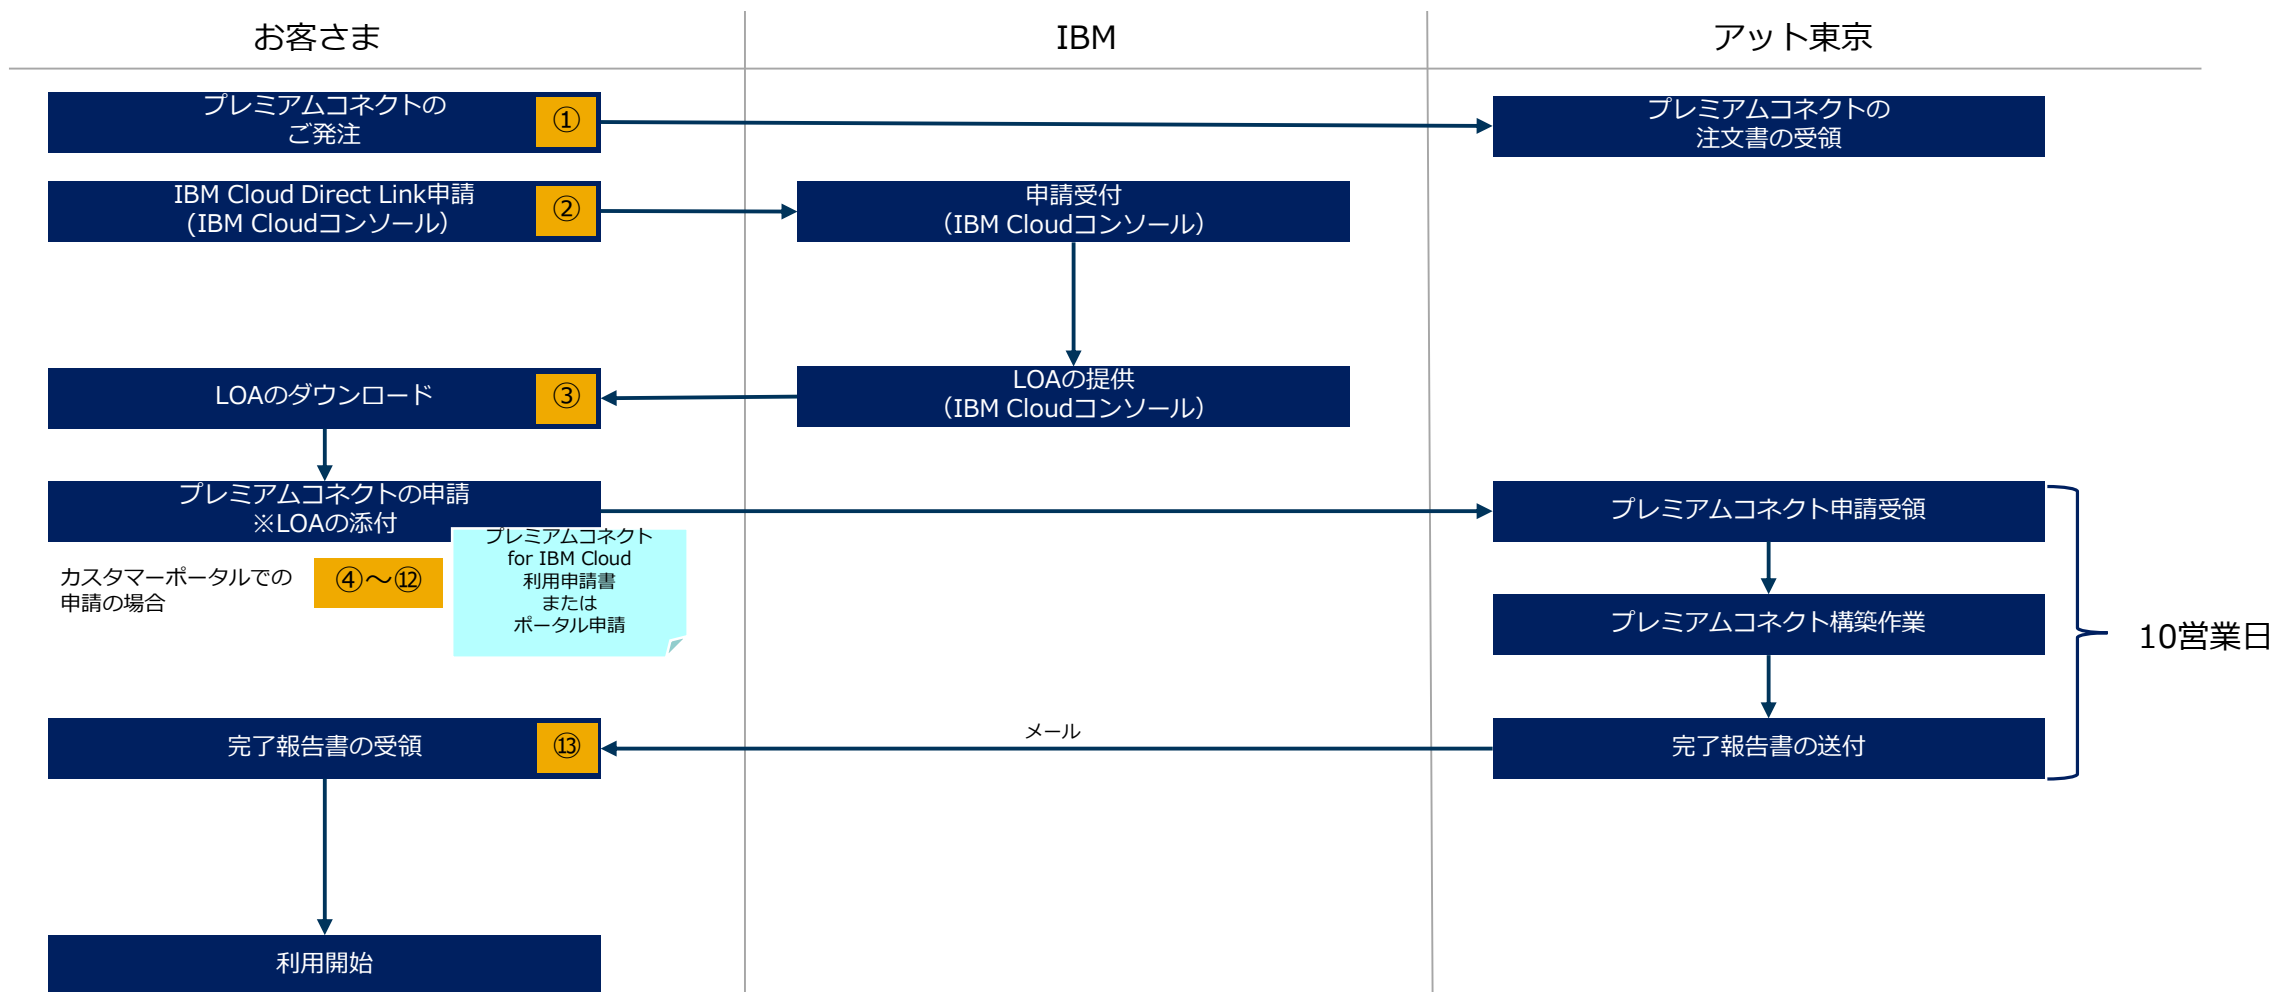 お客さま
IBM
アット東京
プレミアムコネクトの
ご発注
①
プレミアムコネクトの
注文書の受領
IBM Cloud Direct Link申請
(IBM Cloudコンソール）
②
申請受付
（IBM Cloudコンソール）
LOAのダウンロード
③
LOAの提供
（IBM Cloudコンソール）
プレミアムコネクトの申請
※LOAの添付
プレミアムコネクト申請受領
カスタマーポータルでの
申請の場合
④～⑫
プレミアムコネクト
for IBM Cloud
利用申請書
または
ポータル申請
プレミアムコネクト構築作業
10営業日
完了報告書の受領
⑬
メール
完了報告書の送付
利用開始